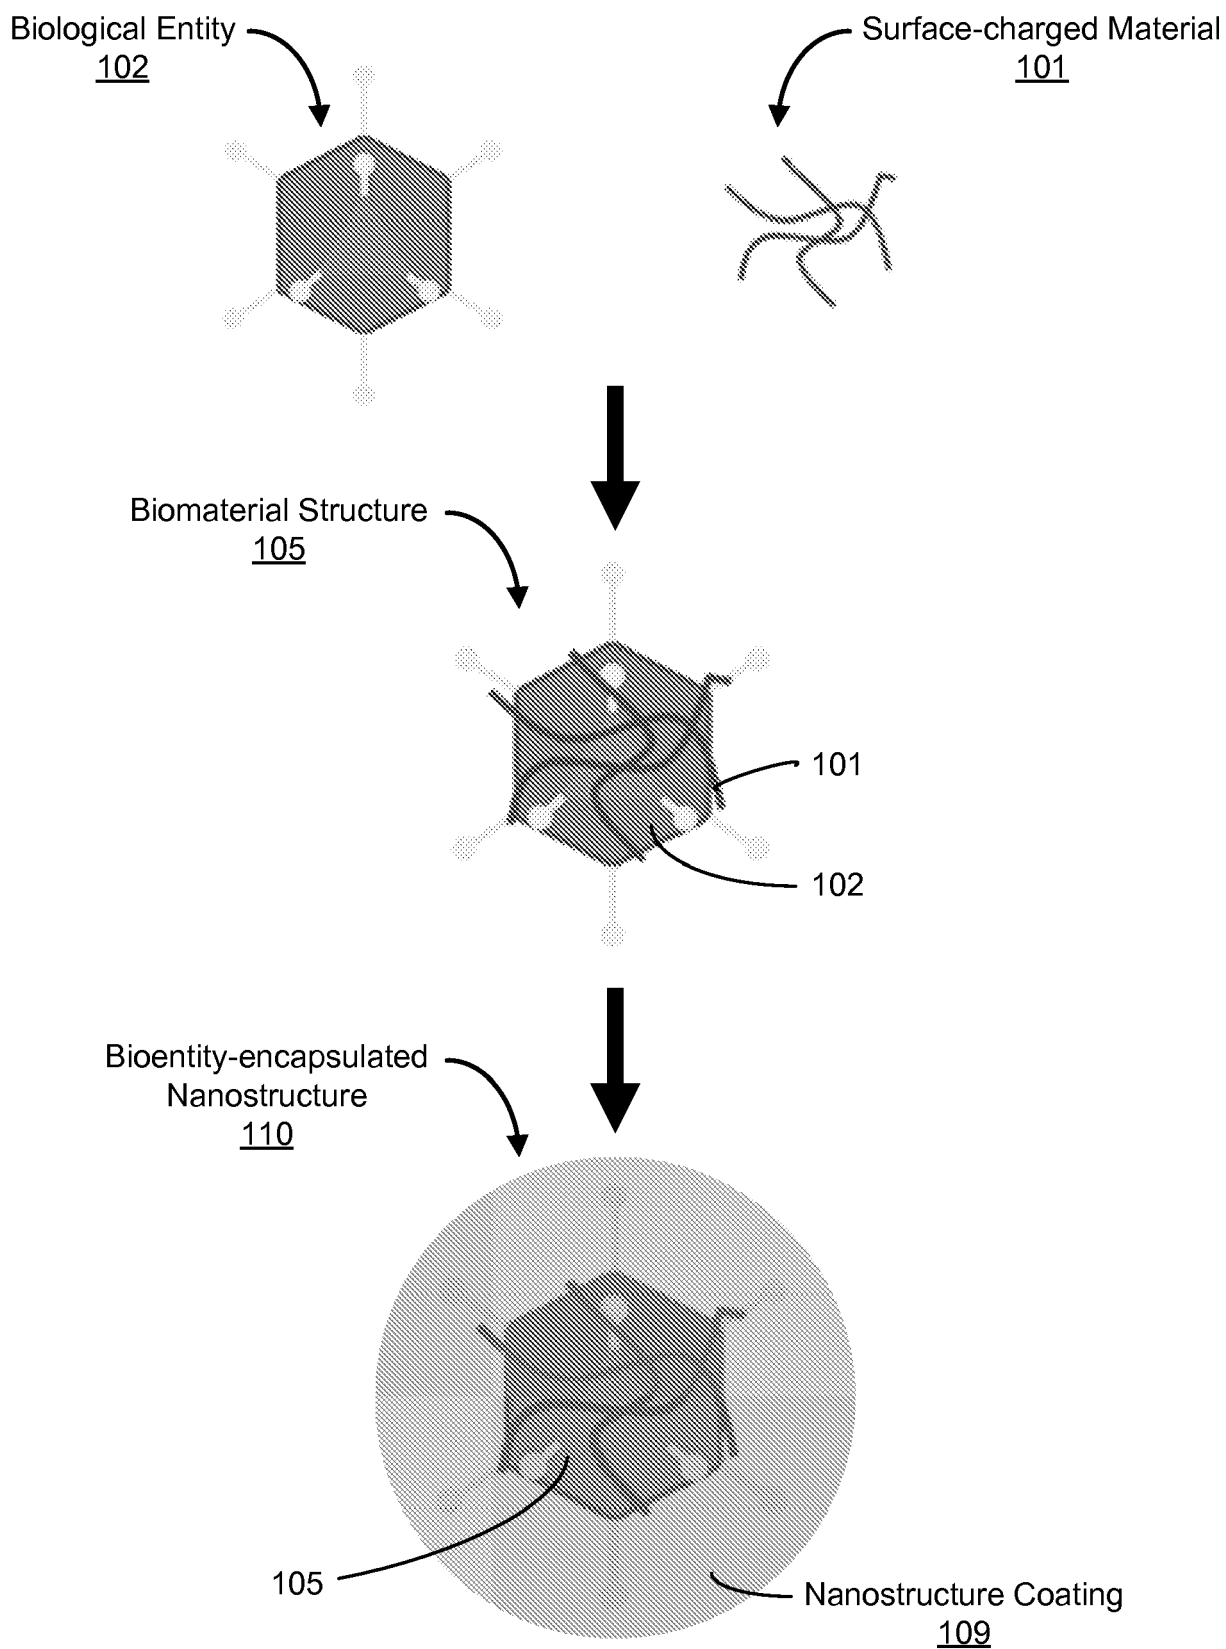 Biological Entity
102
Surface-charged Material
101
Biomaterial Structure
105
101
102
Bioentity-encapsulated
Nanostructure
110
105
Nanostructure Coating
109